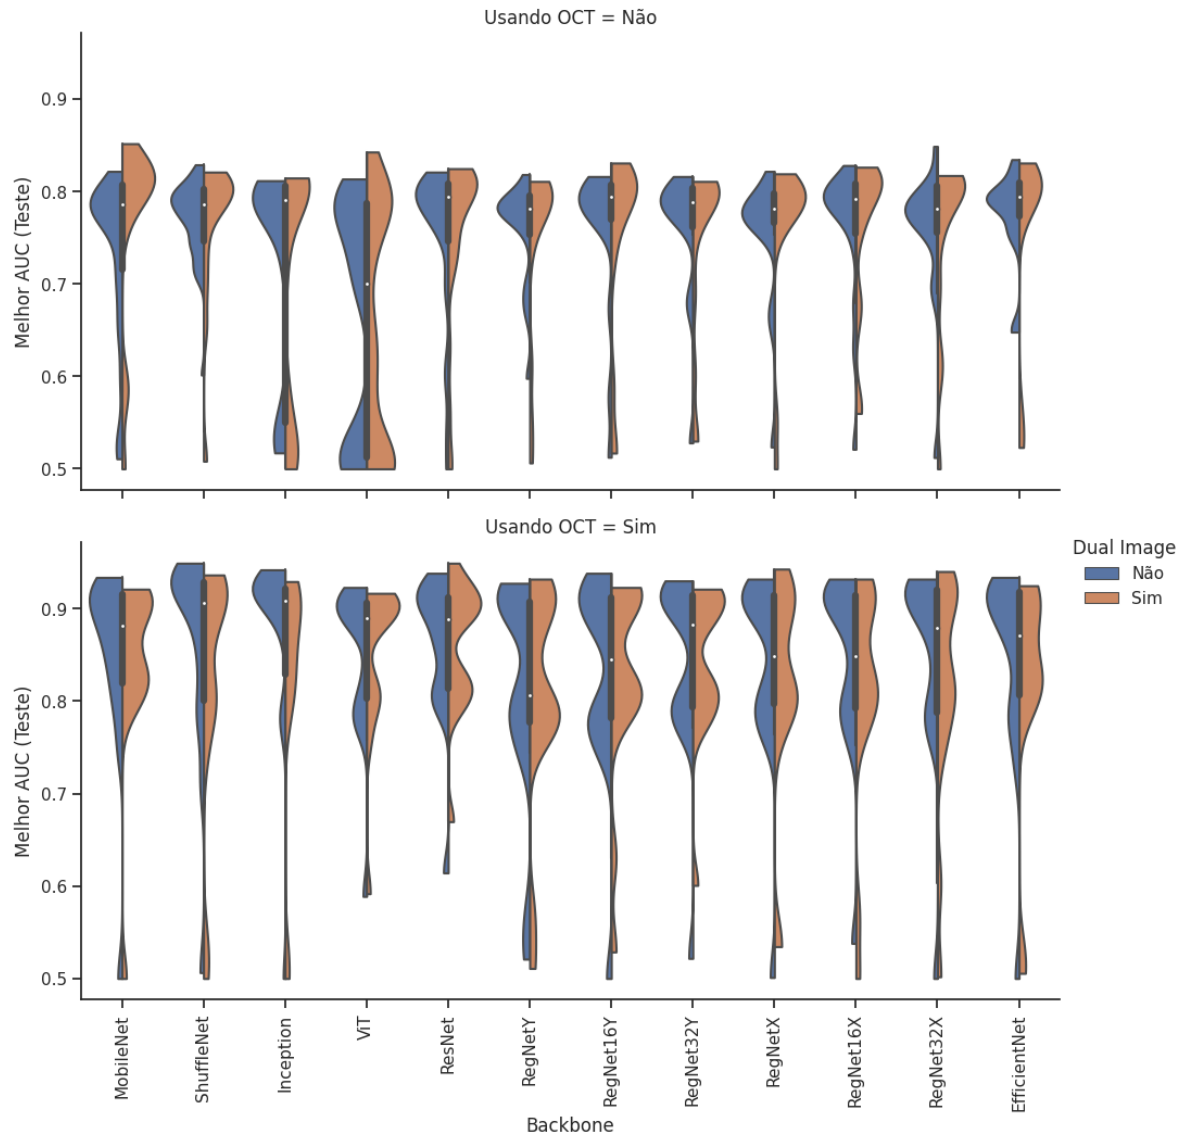 Usando OCT = Não
Melhor AUC (Teste)
0.9
0.8
0.7
0.6
0.5
Usando OCT = Sim
Melhor AUC (Teste)
0.9
0.8
0.7
0.6
0.5
MobileNet
ShuffleNet
Inception
ViT
ResNet
RegNetY
RegNet16Y
RegNet32Y
RegNetX
RegNet16X
RegNet32X
EfficientNet
Backbone
Dual Image
Não
Sim